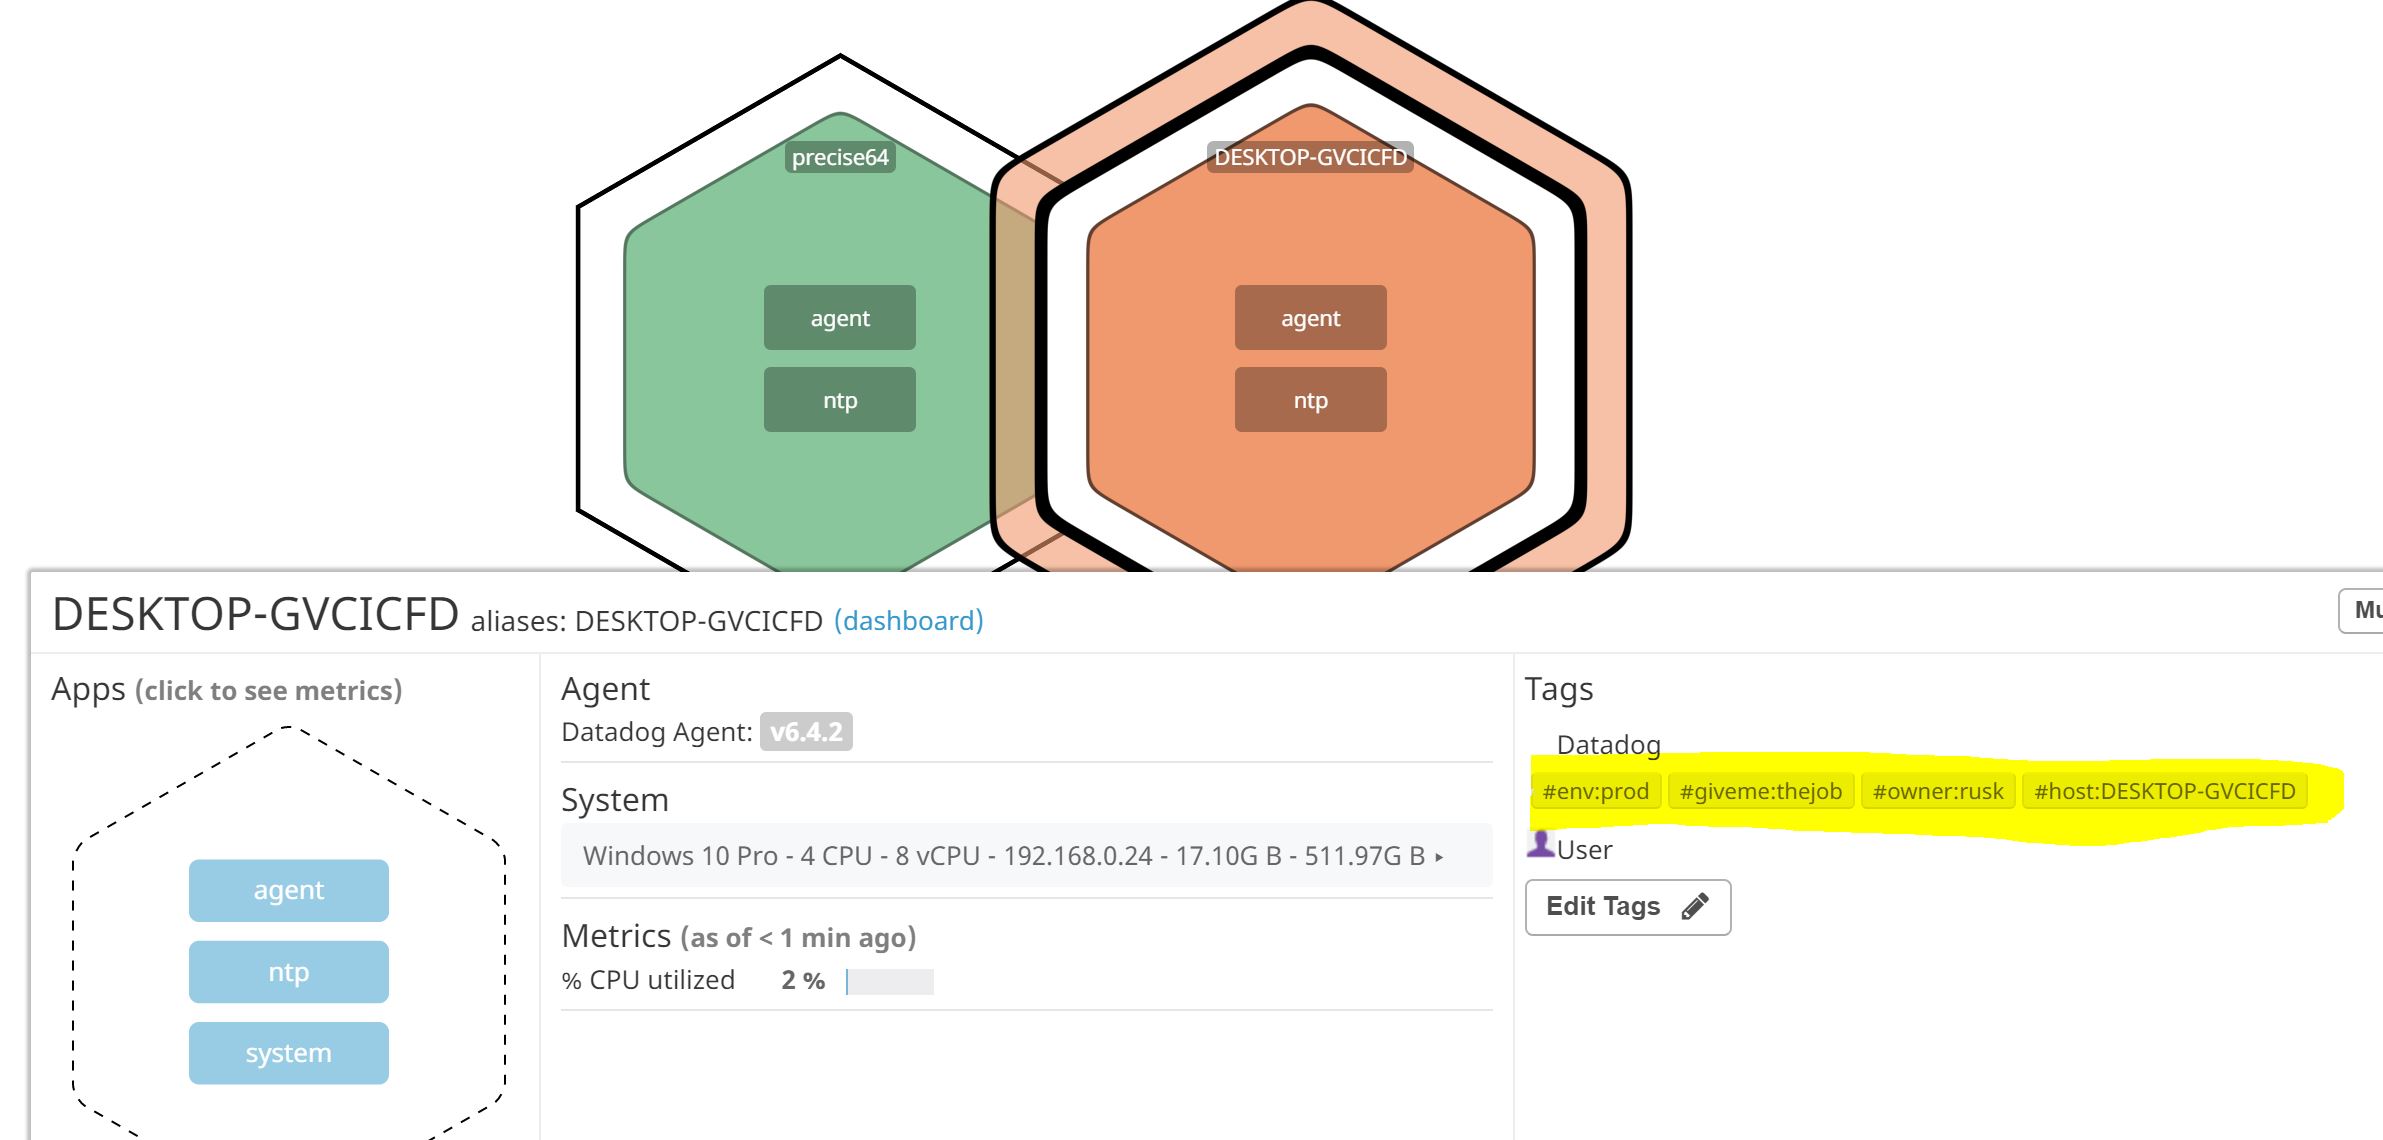 precise64
DESKTOP-GVCICFD
agent
agent
ntp
ntp
DESKTOP-GVCICFD aliases: DESKTOP-GVCICFD (dashboard)
Mu
Apps (click to see metrics)
agent
ntp
system
Agent
Datadog Agent: v6.4.2
System
Windows 10 Pro - 4 CPU - 8 vCPU - 192.168.0.24 - 17.10G B - 511.97G B ▸
Metrics (as of < 1 min ago)
% CPU utilized 2 %
Tags
Datadog
#env:prod #giveme:thejob #owner:rusk #host:DESKTOP-GVCICFD
User
Edit Tags